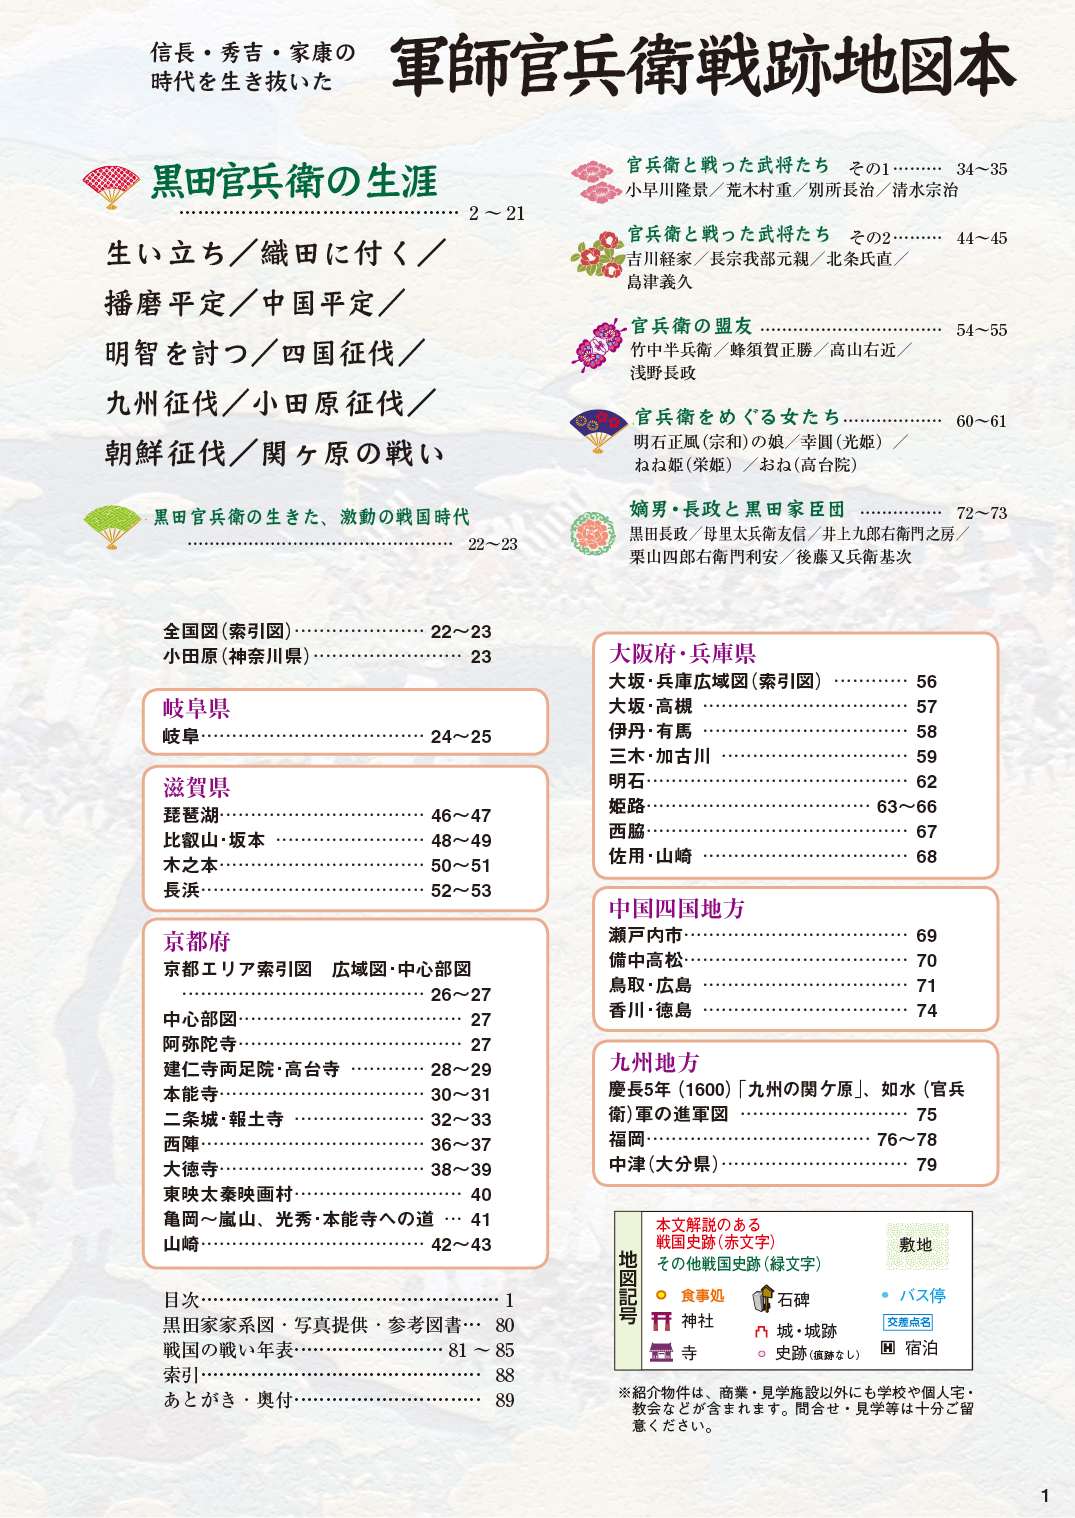 信長・秀吉・家康の
時代を生き抜いた
軍師官兵衛戦跡地図本
黒田官兵衛の生涯
…………………………………… 2～21
生い立ち／織田に付く／
播磨平定／中国平定／
明智を討つ／四国征伐／
九州征伐／小田原征伐／
朝鮮征伐／関ヶ原の戦い
黒田官兵衛の生きた、激動の戦国時代
…………………………………… 22～23
官兵衛と戦った武将たち その1……… 34～35
小早川隆景／荒木村重／別所長治／清水宗治
官兵衛と戦った武将たち その2……… 44～45
吉川経家／長宗我部元親／北条氏直／
島津義久
官兵衛の盟友 …………………………… 54～55
竹中半兵衛／蜂須賀正勝／高山右近／
浅野長政
官兵衛をめぐる女たち……………… 60～61
明石正風（宗和）の娘／幸圓（光姫）／
ねね姫（栄姫）／おね（高台院）
嫡男・長政と黒田家臣団 …………… 72～73
黒田長政／母里太兵衛友信／井上九郎右衛門之房／
栗山四郎右衛門利安／後藤又兵衛基次
全国図（索引図）………………… 22～23
小田原（神奈川県）…………………… 23
岐阜県
岐阜……………………………… 24～25
滋賀県
琵琶湖…………………………… 46～47
比叡山・坂本 …………………… 48～49
木之本…………………………… 50～51
長浜……………………………… 52～53
京都府
京都エリア索引図　広域図・中心部図
………………………………… 26～27
中心部図……………………………… 27
阿弥陀寺……………………………… 27
建仁寺両足院・高台寺 ………… 28～29
本能寺…………………………… 30～31
二条城・報土寺 ………………… 32～33
西陣……………………………… 36～37
大徳寺…………………………… 38～39
東映太秦映画村……………………… 40
亀岡～嵐山、光秀・本能寺への道 … 41
山崎……………………………… 42～43
目次………………………………………… 1
黒田家家系図・写真提供・参考図書… 80
戦国の戦い年表…………………… 81～85
索引……………………………………… 88
あとがき・奥付………………………… 89
大阪府・兵庫県
大坂・兵庫広域図（索引図） ………… 56
大坂・高槻 …………………………… 57
伊丹・有馬 …………………………… 58
三木・加古川 ………………………… 59
明石…………………………………… 62
姫路……………………………… 63～66
西脇…………………………………… 67
佐用・山崎 …………………………… 68
中国四国地方
瀬戸内市……………………………… 69
備中高松……………………………… 70
鳥取・広島 …………………………… 71
香川・徳島 …………………………… 74
九州地方
慶長5年（1600）「九州の関ケ原」、如水（官兵
衛）軍の進軍図 ……………………… 75
福岡……………………………… 76～78
中津（大分県）………………………… 79
地図記号
本文解説のある
戦国史跡（赤文字）
その他戦国史跡（緑文字）
敷地
食事処
石碑
バス停
神社
城・城跡
交差点名
寺
史跡（痕跡なし）
H 宿泊
※紹介物件は、商業・見学施設以外にも学校や個人宅・
教会などが含まれます。問合せ・見学等は十分ご留
意ください。
1